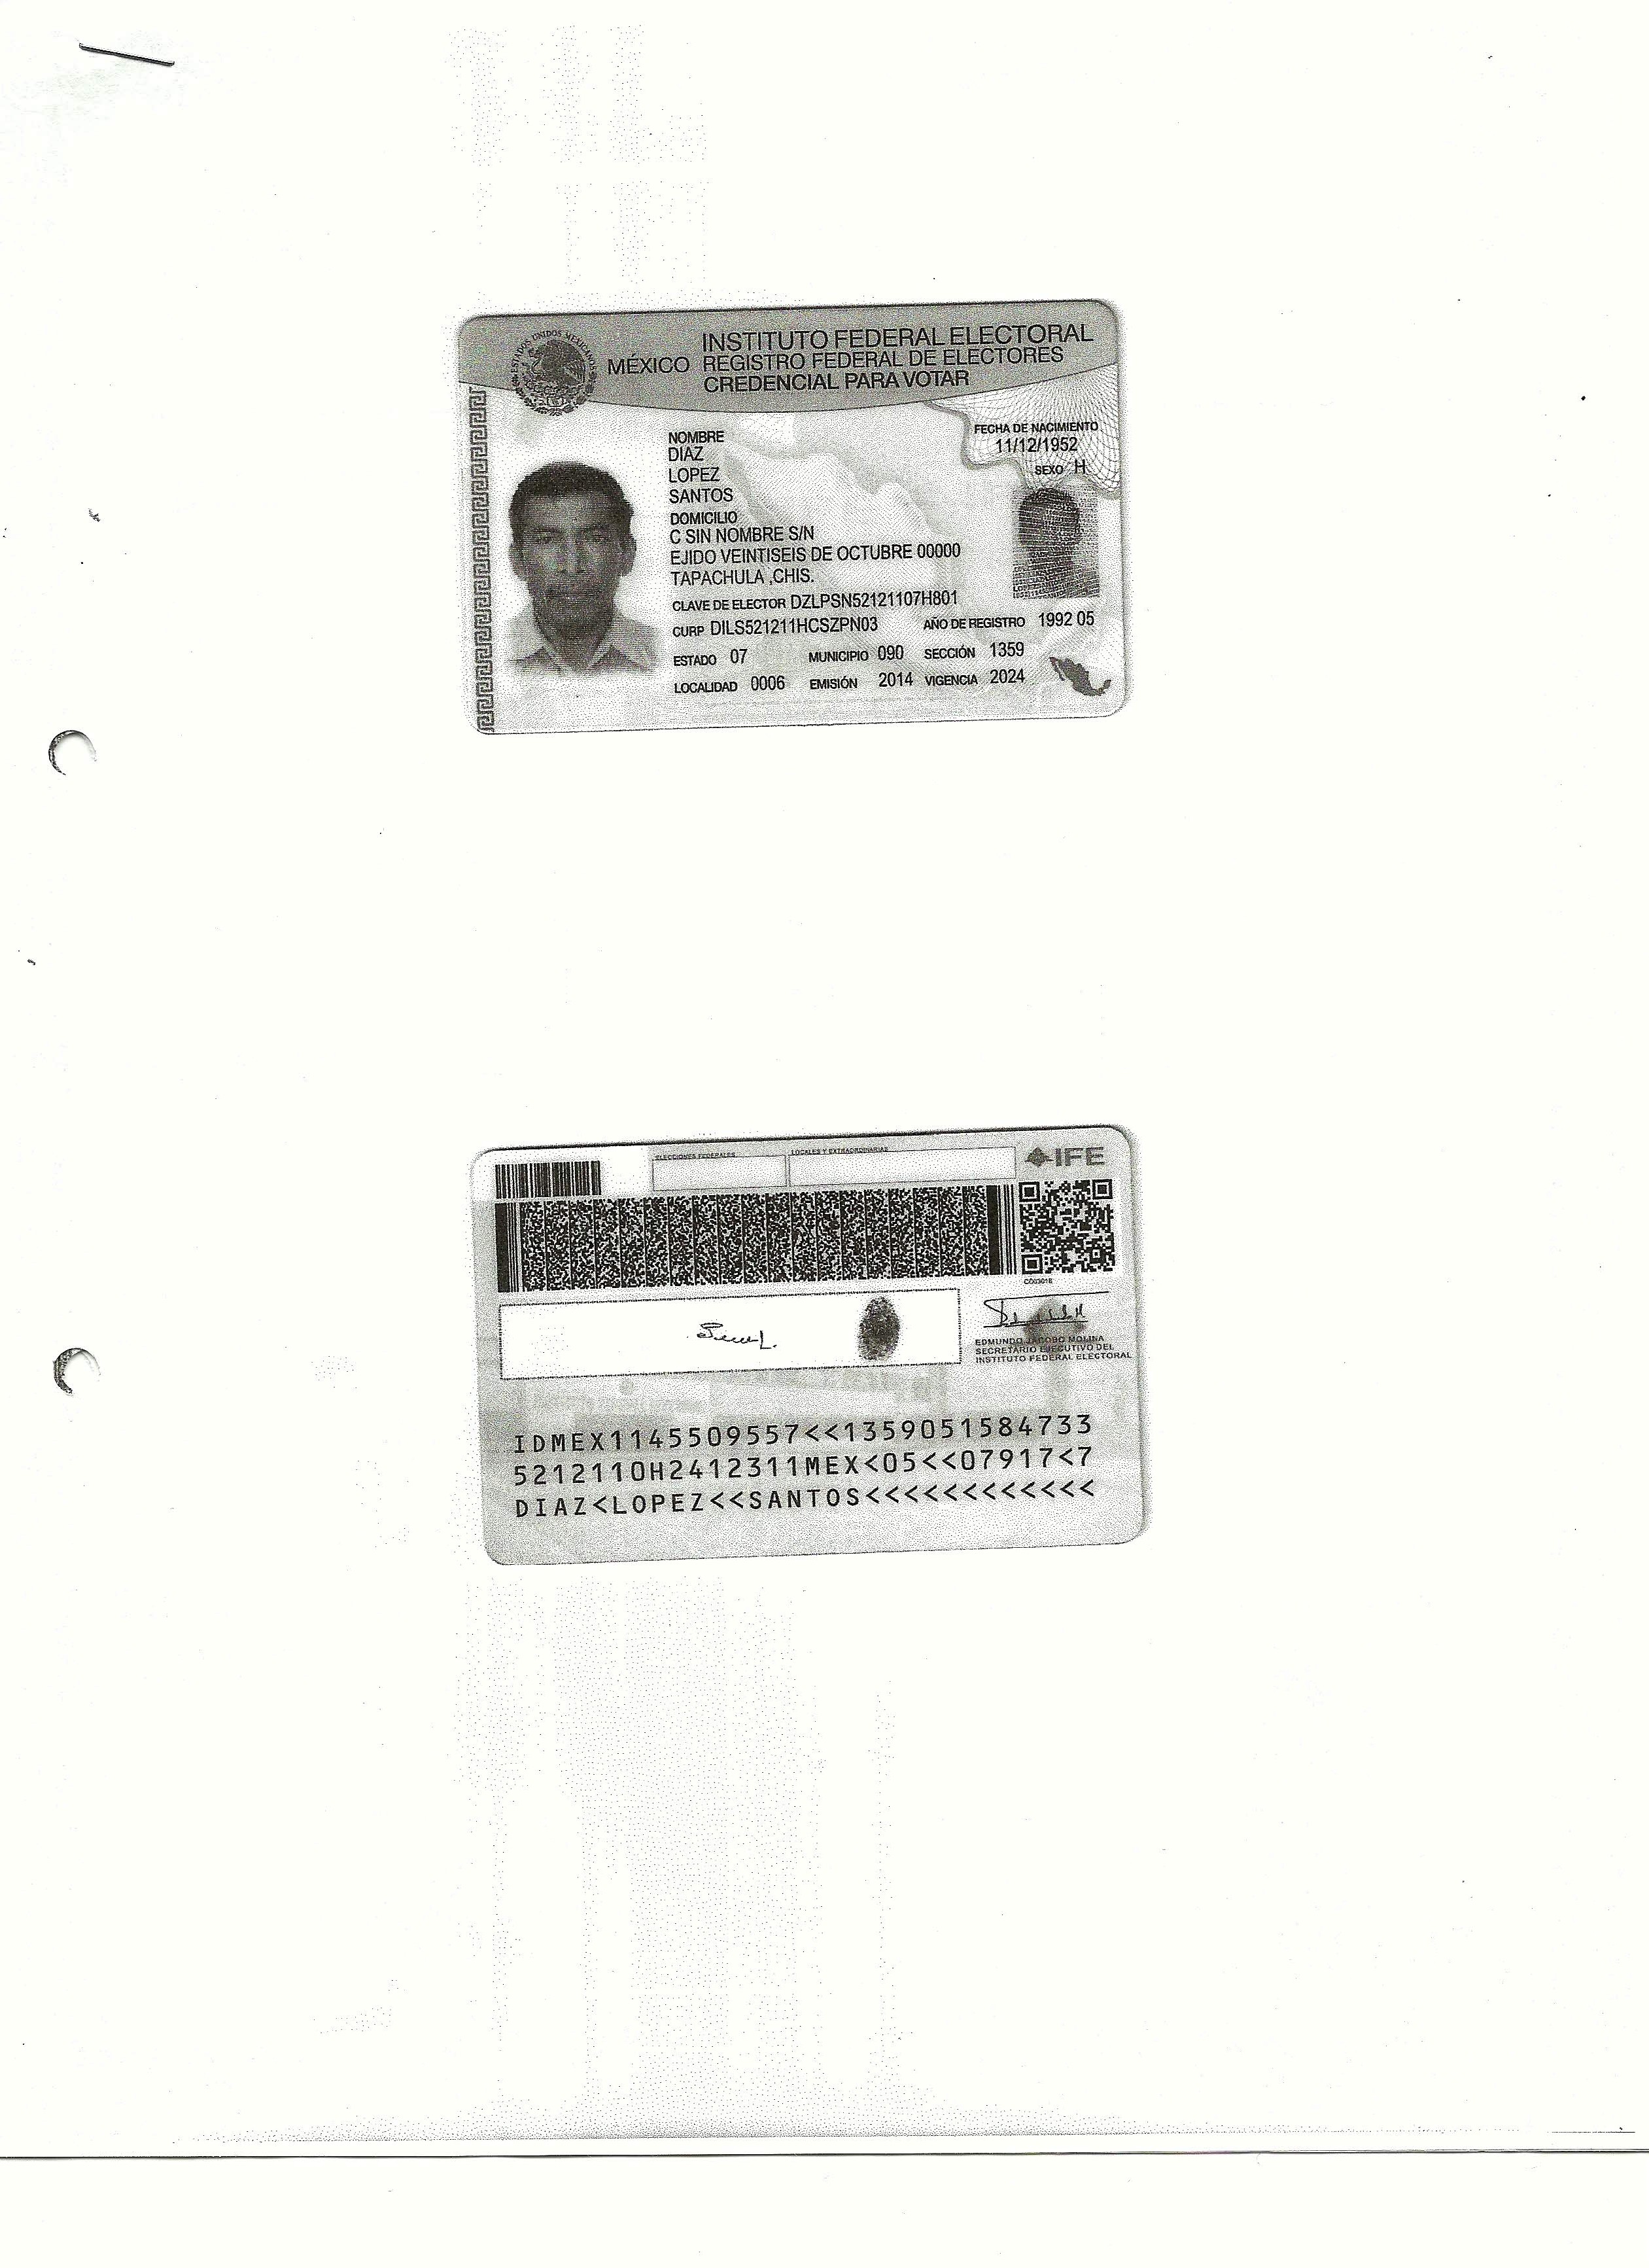 ESTADOS UNIDOS MEXICANOS
INSTITUTO FEDERAL ELECTORAL
MÉXICO REGISTRO FEDERAL DE ELECTORES
CREDENCIAL PARA VOTAR
FECHA DE NACIMIENTO
11/12/1952
SEXO H
NOMBRE
DIAZ
LOPEZ
SANTOS
DOMICILIO
C SIN NOMBRE S/N
EJIDO VEINTISEIS DE OCTUBRE 00000
TAPACHULA ,CHIS.
CLAVE DE ELECTOR DZLPSN52121107H801
CURP DILS521211HCSZPN03 AÑO DE REGISTRO 1992 05
ESTADO 07 MUNICIPIO 090 SECCIÓN 1359
LOCALIDAD 0006 EMISIÓN 2014 VIGENCIA 2024
ELECCIONES FEDERALES LOCALES Y EXTRAORDINARIAS IFE
EDMUNDO JACOBO MOLINA
SECRETARIO EJECUTIVO DEL
INSTITUTO FEDERAL ELECTORAL
IDMEX1145509557<<1359051584733
5212110H2412311MEX<05<<07917<7
DIAZ<LOPEZ<<SANTOS<<<<<<<<<<<<